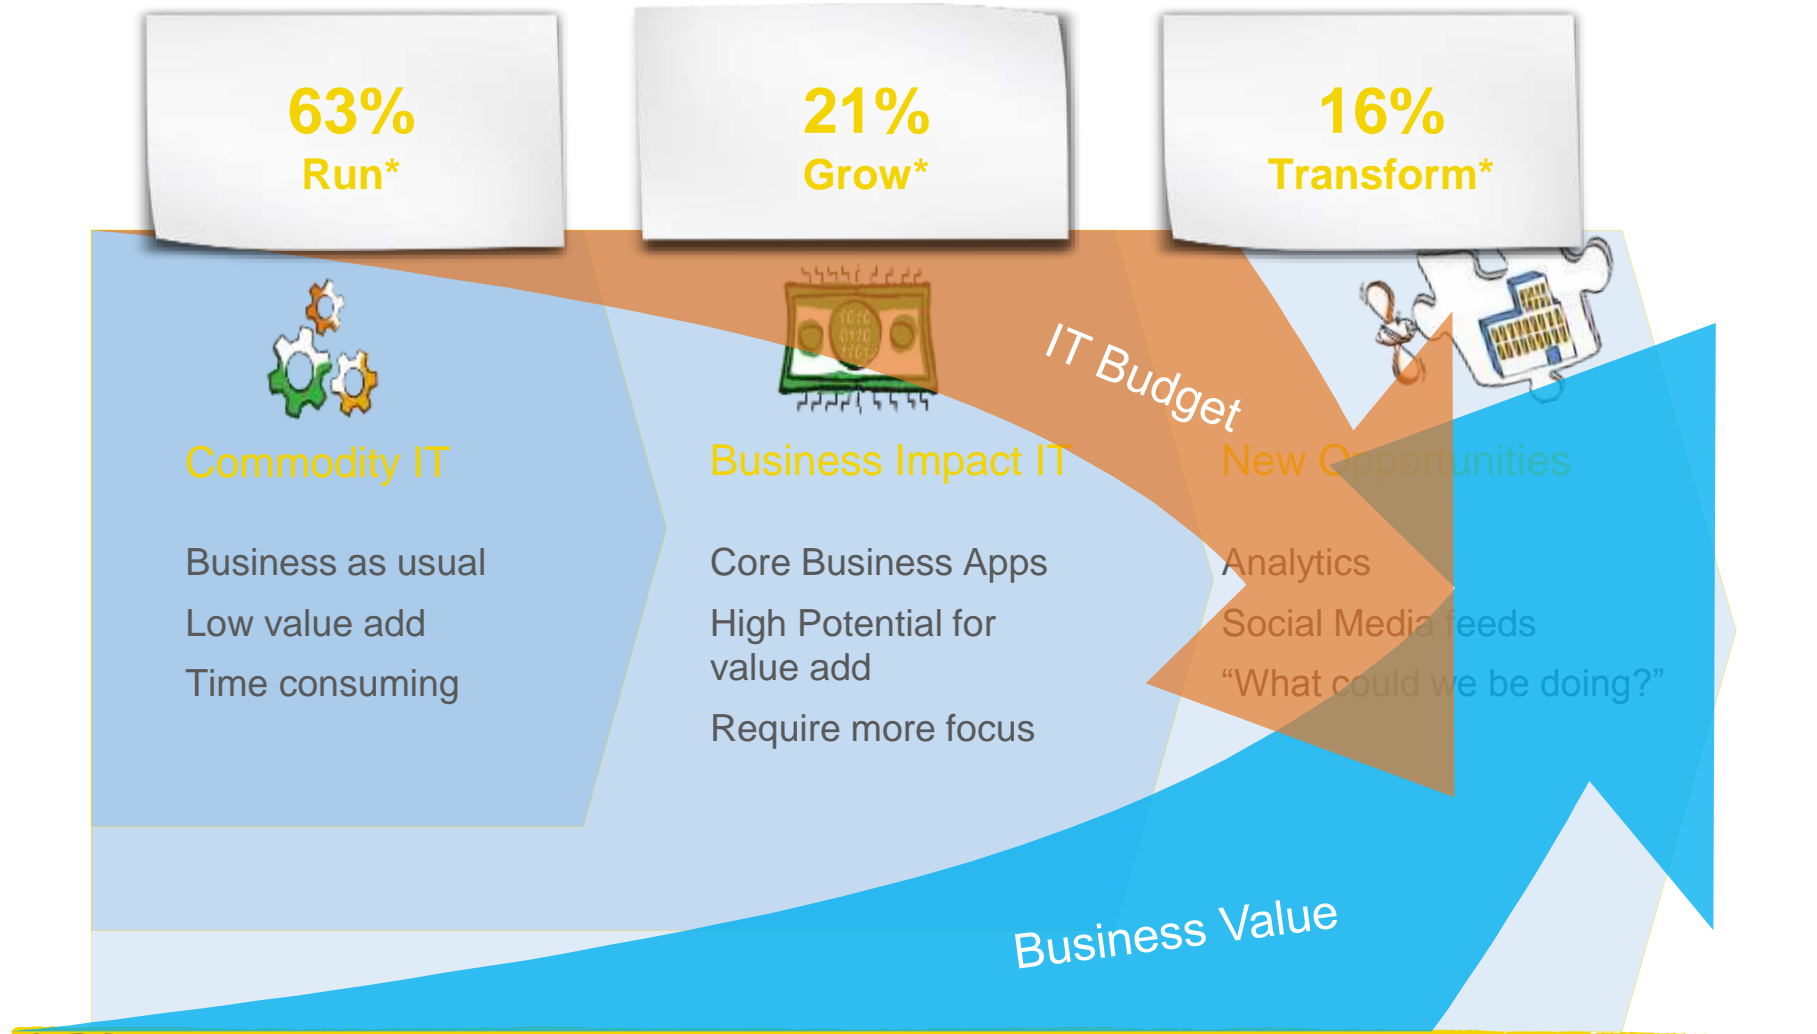 63%
Run*
21%
Grow*
16%
Transform*
IT Budget
Commodity IT
Business as usual
Low value add
Time consuming
Business Impact IT
Core Business Apps
High Potential for
value add
Require more focus
New Opportunities
Analytics
Social Media feeds
“What could we be doing?”
Business Value